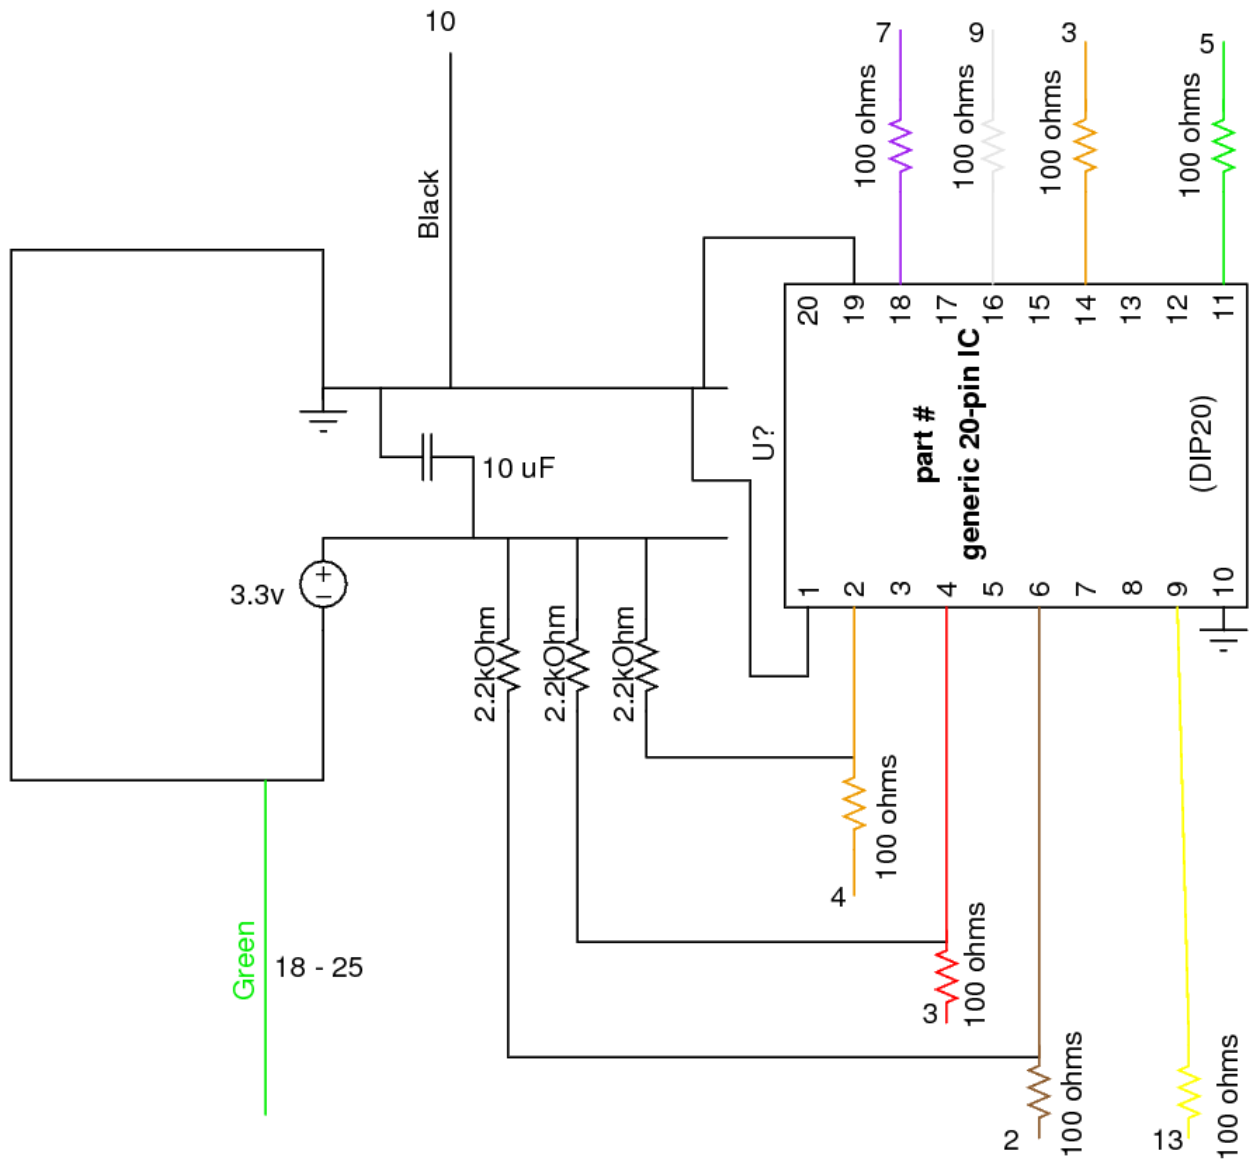 10
7
9
3
5
100 ohms
100 ohms
100 ohms
100 ohms
Black
20
19
18
17
16
15
14
13
12
11
U?
part #
generic 20-pin IC
(DIP20)
10 uF
3.3v
1
2
3
4
5
6
7
8
9
10
2.2kOhm
2.2kOhm
2.2kOhm
100 ohms
4
Green
18 - 25
100 ohms
3
100 ohms
2
100 ohms
13